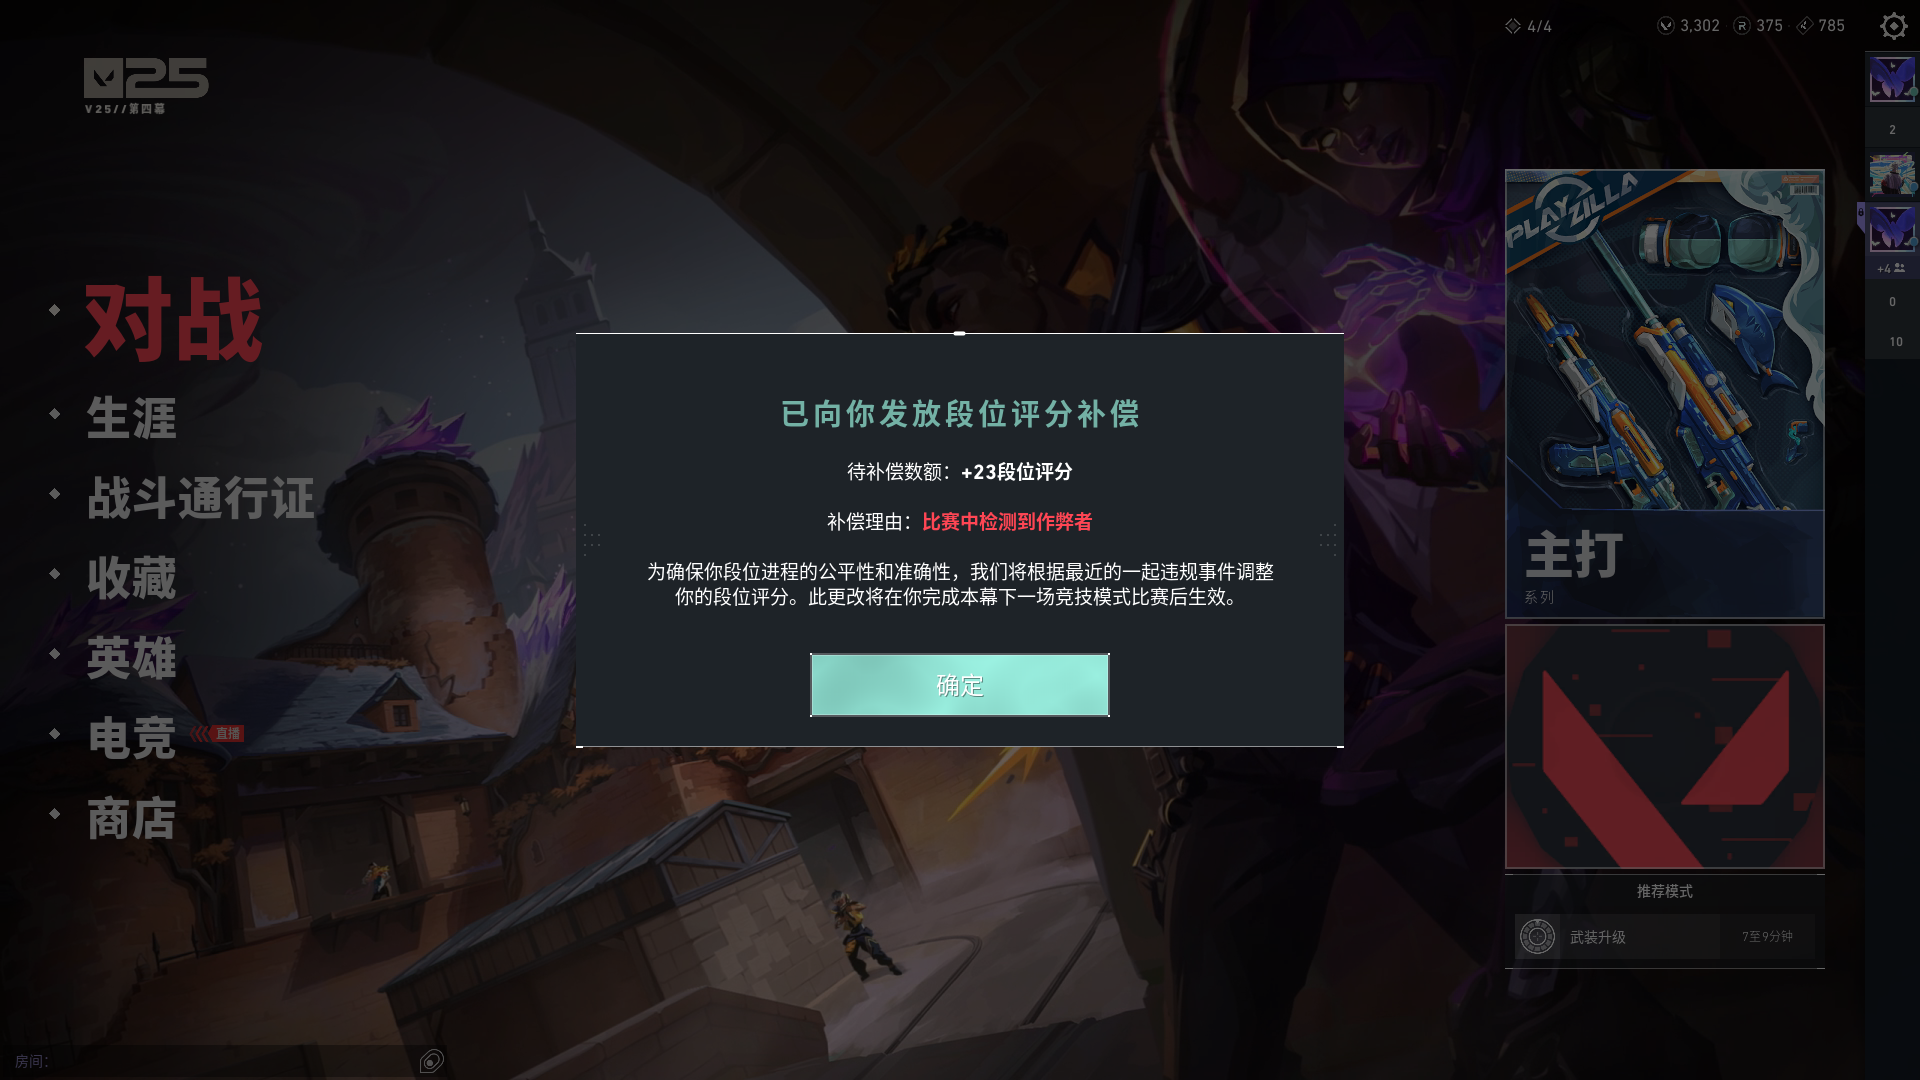 4/4
3,302
375
785
V25
V25//第四幕
2
+4
0
10
对战
生涯
战斗通行证
收藏
英雄
电竞
直播
商店
已向你发放段位评分补偿
待补偿数额：+23段位评分
补偿理由：比赛中检测到作弊者
为确保你段位进程的公平性和准确性，我们将根据最近的一起违规事件调整
你的段位评分。此更改将在你完成本幕下一场竞技模式比赛后生效。
确定
PLAYZILLA
主打
系列
推荐模式
武装升级
7至9分钟
房间：